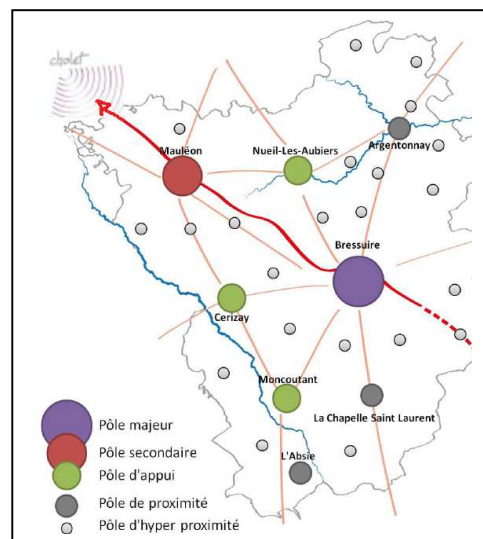 cholet
Mauléon
Nueil-Les-Aubiers
Argentonnay
Bressuire
Cerizay
Moncoutant
La Chapelle Saint Laurent
L'Absie
Pôle majeur
Pôle secondaire
Pôle d'appui
Pôle de proximité
Pôle d'hyper proximité